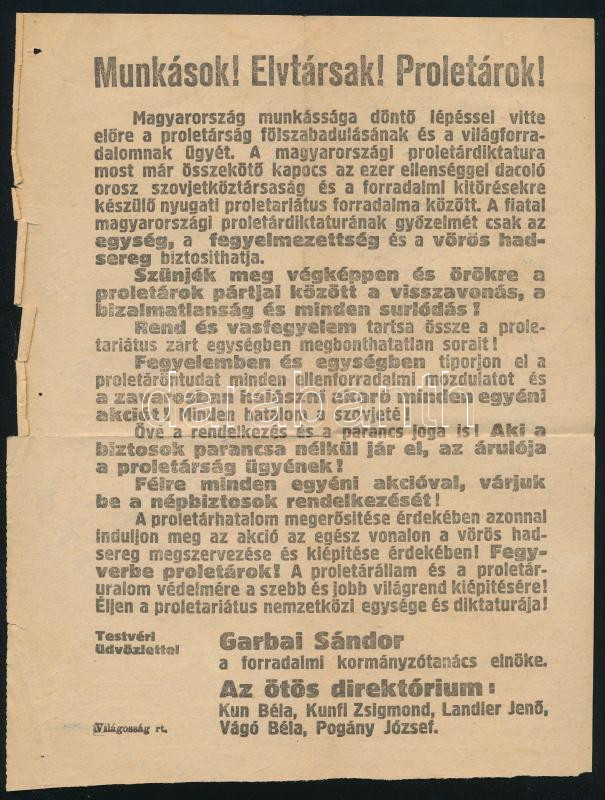 Munkások! Elvtársak! Proletárok!
Magyarország munkássága döntő lépéssel vitte
előre a proletárság fölszabadulásának és a világforra-
dalomnak ügyét. A magyarországi proletárdiktatura
most már összekötő kapocs az ezer ellenséggel dacoló
orosz szovjetköztársaság és a forradalmi kitörésekre
készülő nyugati proletariátus forradalma között. A fiatal
magyarországi proletárdiktaturának győzelmét csak az
egység, a fegyelmezettség és a vörös had-
sereg biztosithatja.
Szünjék meg végképpen és örökre a
proletárok pártjai között a visszavonás, a
bizalmatlanság és minden surlódás!
Rend és vasfegyelem tartsa össze a prole-
tariátus zárt egységében megbonthatatlan sorait!
Fegyelemben és egységben tiporjon el a
proletáröntudat minden ellenforradalmi mozdulatot és
a zavarosban halászni akaró minden egyéni
akciót! Minden hatalom a szovjeté!
Övé a rendelkezés és a parancs joga is! Aki a
biztosok parancsa nélkül jár el, az árulója
a proletárság ügyének!
Félre minden egyéni akcióval, várjuk
be a népbiztosok rendelkezését!
A proletárhatalom megerősitése érdekében azonnal
induljon meg az akció az egész vonalon a vörös had-
sereg megszervezése és kiépitése érdekében! Fegy-
verbe proletárok! A proletárállam és a proletár-
uralom védelmére a szebb és jobb világrend kiépitésére!
Éljen a proletariátus nemzetközi egysége és diktaturája!
Testvéri
üdvözlettel
Garbai Sándor
a forradalmi kormányzótanács elnöke.
Az ötös direktórium:
Kun Béla, Kunfi Zsigmond, Landler Jenő,
Vágó Béla, Pogány József.
Világosság rt.
darabanth